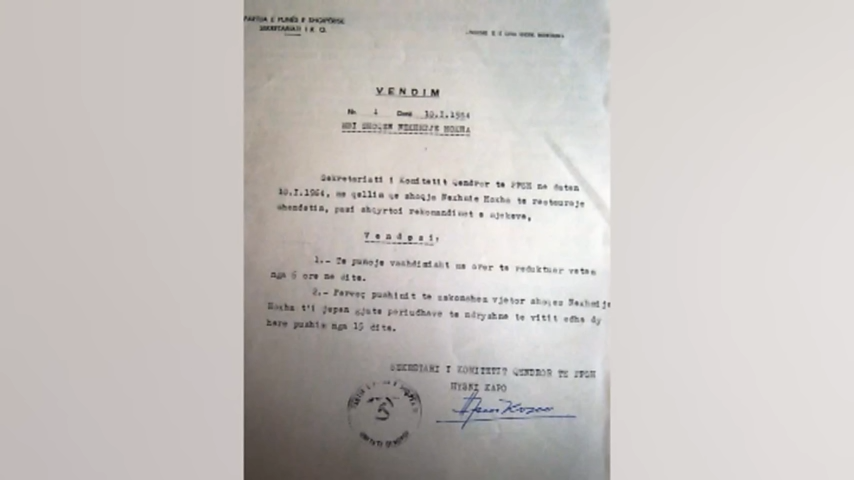 PARTIA E PUNËS E SHQIPËRISË
SEKRETARIATI I K. Q.
VENDIM
Nr. 1 Datë 10.I.1964
MBI SHOQEN NEXHMIJE HOXHA
Sekretariati i Komitetit Qendror te PPSH ne daten
10.I.1964, me qellim qe shoqja Nexhmie Hoxha te restauroje
shendetin, pasi shqyrtoi rekomandimet e mjekeve,
Vendosi:
1.- Te punoje vazhdimisht me orar te reduktuar vetem
nga 6 ore ne dite.
2.- Perveç pushimit te zakonshem vjetor shoqes Nexhmije
Hoxha t'i jepen gjate periudhave te ndryshme te vitit edhe dy
here pushim nga 15 dite.
SEKRETARI I KOMITETIT QENDROR TE PPSH
HYSNI KAPO